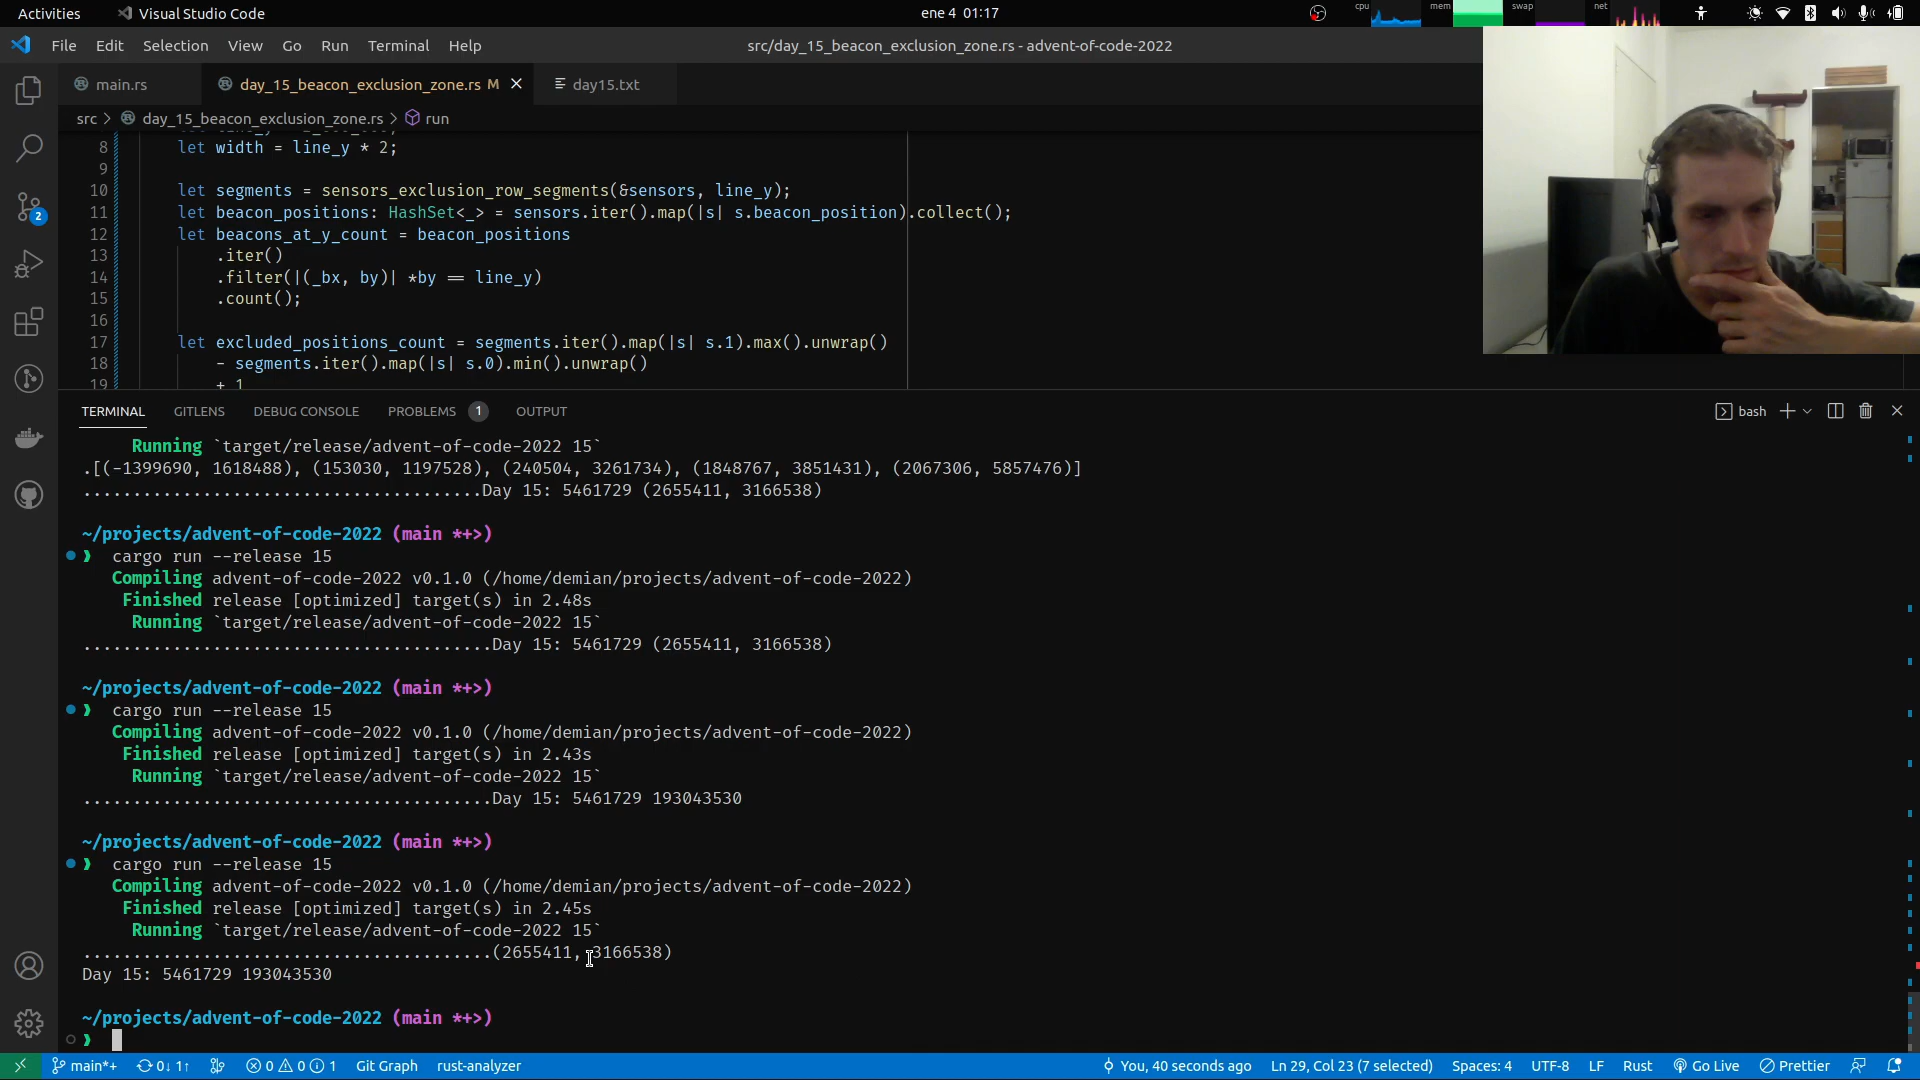 Activities
Visual Studio Code
ene 4 01:17
cpu
mem
swap
net
File Edit Selection View Go Run Terminal Help
src/day_15_beacon_exclusion_zone.rs - advent-of-code-2022
main.rs
day_15_beacon_exclusion_zone.rs M
day15.txt
src > day_15_beacon_exclusion_zone.rs > run
8 let width = line_y * 2;
9
10 let segments = sensors_exclusion_row_segments(&sensors, line_y);
11 let beacon_positions: HashSet<_> = sensors.iter().map(|s| s.beacon_position).collect();
12 let beacons_at_y_count = beacon_positions
13 .iter()
14 .filter(|(_bx, by)| *by == line_y)
15 .count();
16
17 let excluded_positions_count = segments.iter().map(|s| s.1).max().unwrap()
18 - segments.iter().map(|s| s.0).min().unwrap()
19 + 1
TERMINAL GITLENS DEBUG CONSOLE PROBLEMS 1 OUTPUT
bash
Running `target/release/advent-of-code-2022 15`
.[(-1399690, 1618488), (153030, 1197528), (240504, 3261734), (1848767, 3851431), (2067306, 5857476)]
........................................Day 15: 5461729 (2655411, 3166538)
~/projects/advent-of-code-2022 (main *+>)
❱ cargo run --release 15
Compiling advent-of-code-2022 v0.1.0 (/home/demian/projects/advent-of-code-2022)
Finished release [optimized] target(s) in 2.48s
Running `target/release/advent-of-code-2022 15`
.........................................Day 15: 5461729 (2655411, 3166538)
~/projects/advent-of-code-2022 (main *+>)
❱ cargo run --release 15
Compiling advent-of-code-2022 v0.1.0 (/home/demian/projects/advent-of-code-2022)
Finished release [optimized] target(s) in 2.43s
Running `target/release/advent-of-code-2022 15`
.........................................Day 15: 5461729 193043530
~/projects/advent-of-code-2022 (main *+>)
❱ cargo run --release 15
Compiling advent-of-code-2022 v0.1.0 (/home/demian/projects/advent-of-code-2022)
Finished release [optimized] target(s) in 2.45s
Running `target/release/advent-of-code-2022 15`
.........................................(2655411, 3166538)
Day 15: 5461729 193043530
~/projects/advent-of-code-2022 (main *+>)
❱
2
main*+ 0↓ 1↑ 0 0 1 Git Graph rust-analyzer
You, 40 seconds ago Ln 29, Col 23 (7 selected) Spaces: 4 UTF-8 LF Rust Go Live Prettier